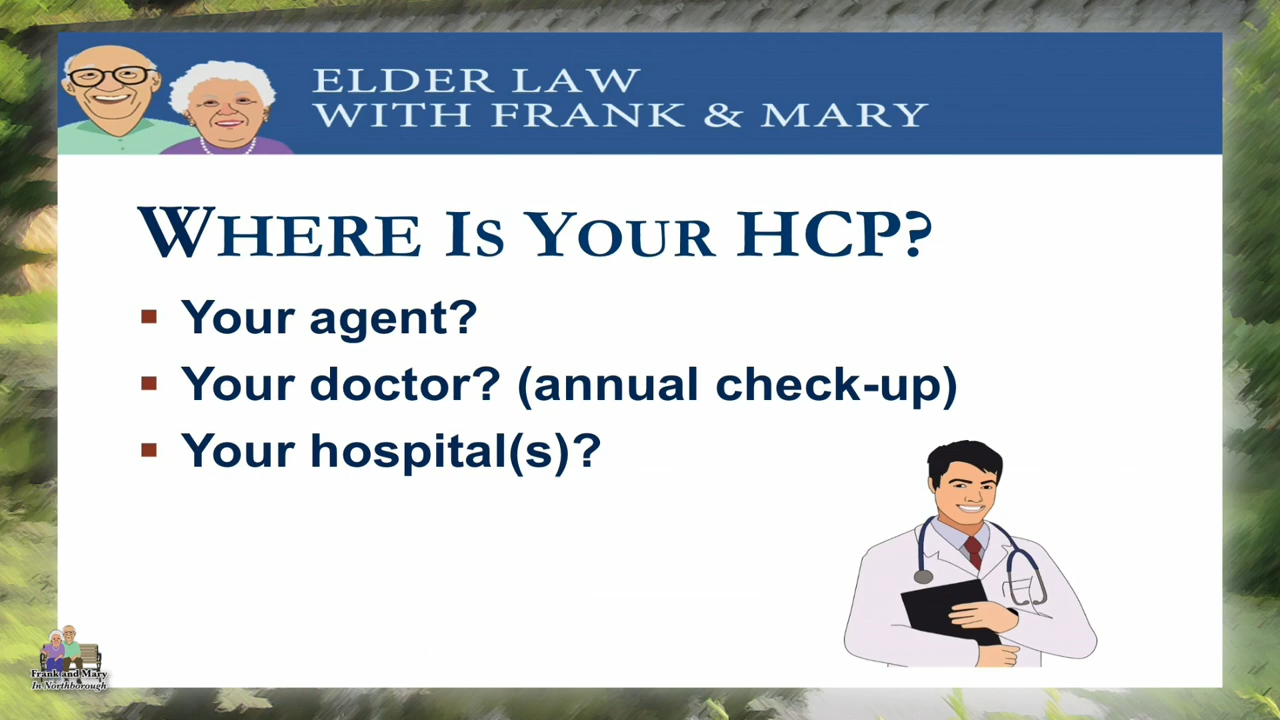 ELDER LAW
WITH FRANK & MARY
WHERE IS YOUR HCP?
Your agent?
Your doctor? (annual check-up)
Your hospital(s)?
Frank and Mary
In Northborough